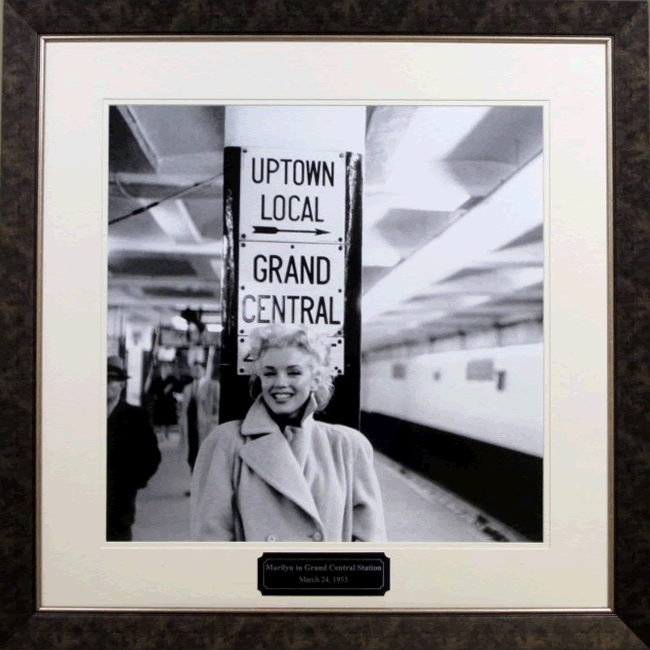 UPTOWN
LOCAL
GRAND
CENTRAL
Marilyn in Grand Central Station
March 24, 1955